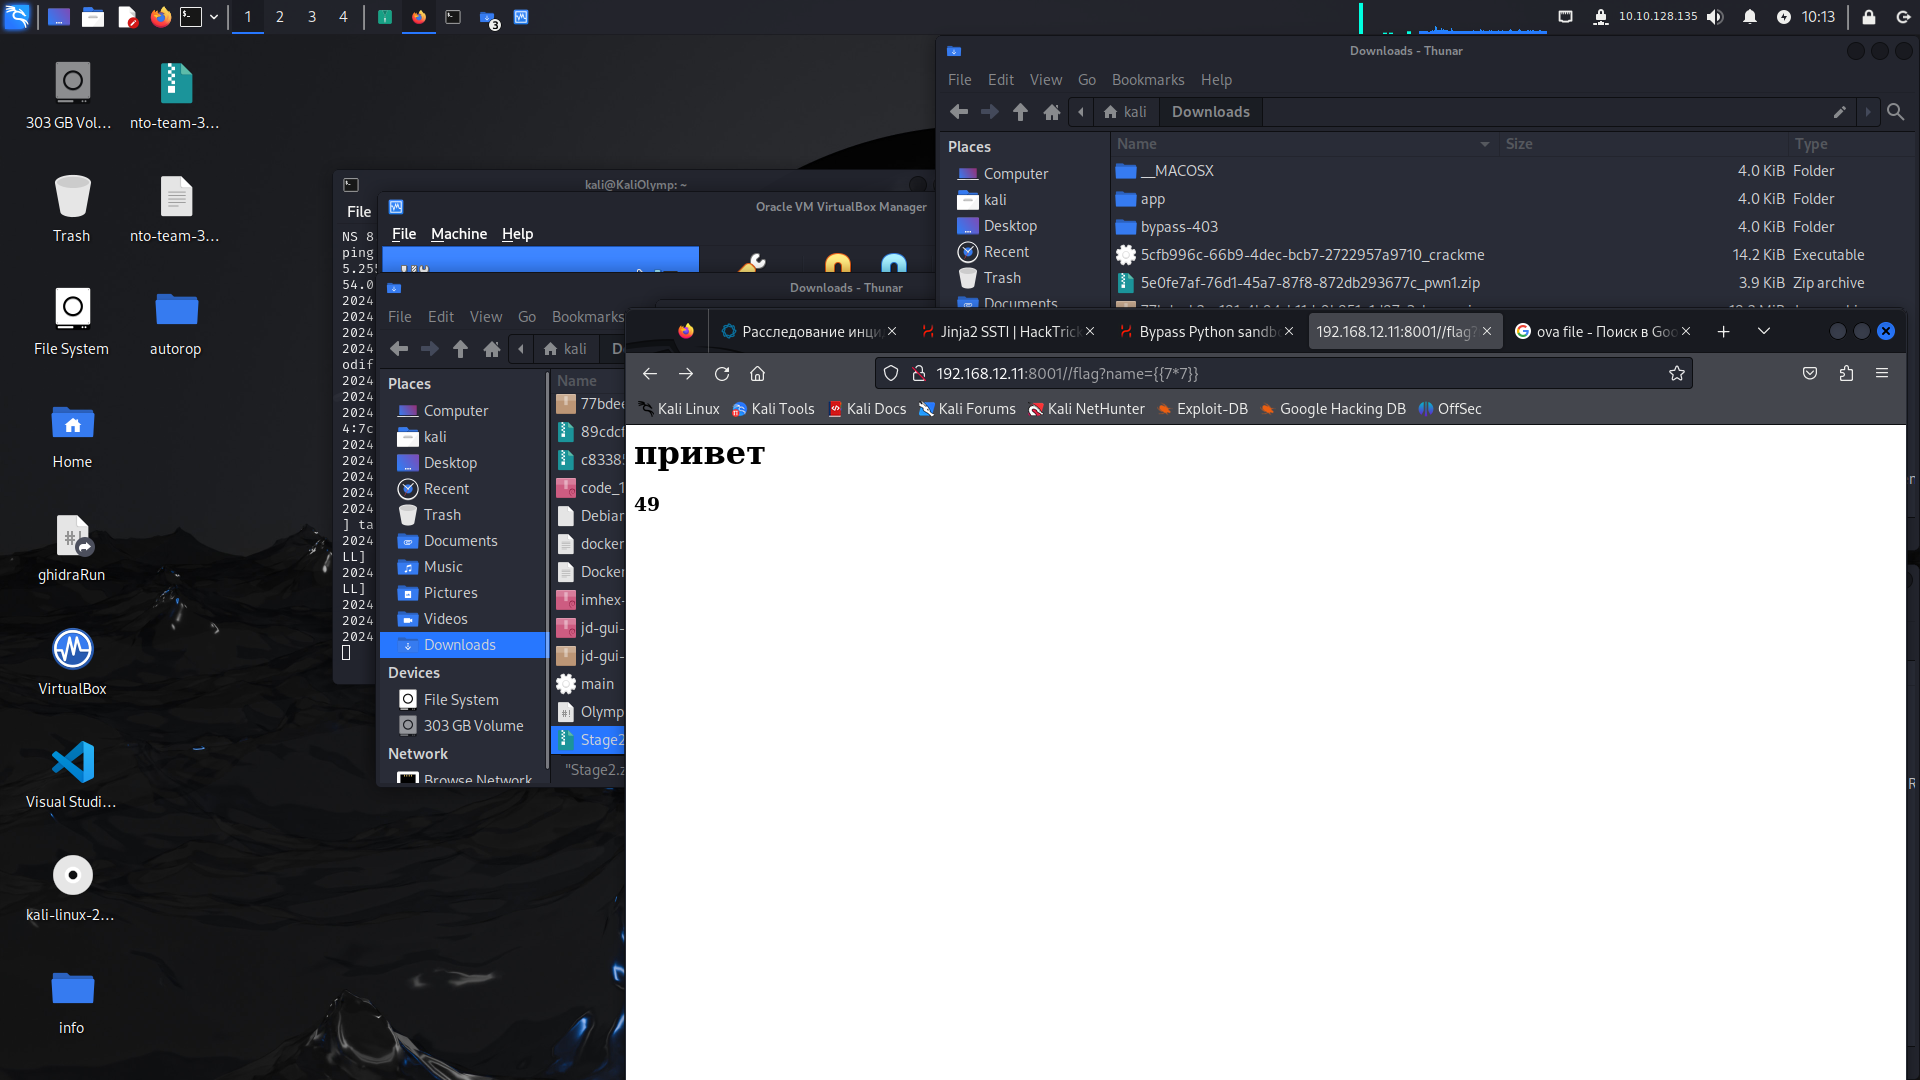 1
2
3
4
3
10.10.128.135
10:13
303 GB Vol...
nto-team-3...
Trash
nto-team-3...
File System
autorop
Home
ghidraRun
VirtualBox
Visual Studi...
kali-linux-2...
info
kali@KaliOlymp: ~
File
NS 8
ping
5.255
54.0
2024
2024
2024
2024
odif
2024
2024
2024
4:7c
2024
2024
2024
2024
2024
] ta
2024
LL]
2024
LL]
2024
2024
2024
Oracle VM VirtualBox Manager
File Machine Help
Downloads - Thunar
File Edit View Go Bookmarks
kali
Places
Computer
kali
Desktop
Recent
Trash
Documents
Music
Pictures
Videos
Downloads
Devices
File System
303 GB Volume
Network
Browse Network
Name
77bdee
89cdcf
c8338
code_1
Debian
docker
Docker
imhex-
jd-gui-
jd-gui-
main
Olymp
Stage2
"Stage2.z
Downloads - Thunar
File Edit View Go Bookmarks Help
kali Downloads
Places
Computer
kali
Desktop
Recent
Trash
Documents
Name Size Type
__MACOSX 4.0 KiB Folder
app 4.0 KiB Folder
bypass-403 4.0 KiB Folder
5cfb996c-66b9-4dec-bcb7-2722957a9710_crackme 14.2 KiB Executable
5e0fe7af-76d1-45a7-87f8-872db293677c_pwn1.zip 3.9 KiB Zip archive
Расследование инци
Jinja2 SSTI | HackTrick
Bypass Python sandb
192.168.12.11:8001//flag?
ova file - Поиск в Goo
192.168.12.11:8001//flag?name={{7*7}}
Kali Linux Kali Tools Kali Docs Kali Forums Kali NetHunter Exploit-DB Google Hacking DB OffSec
привет
49